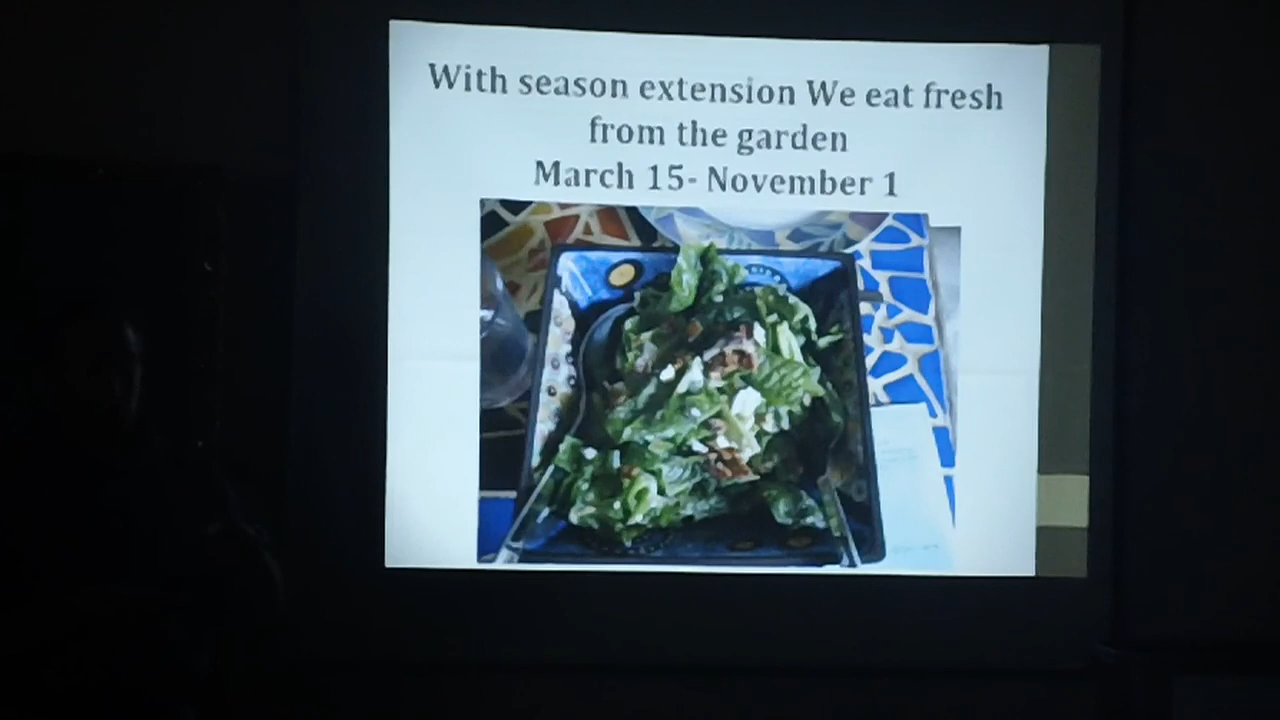 With season extension We eat fresh
from the garden
March 15- November 1